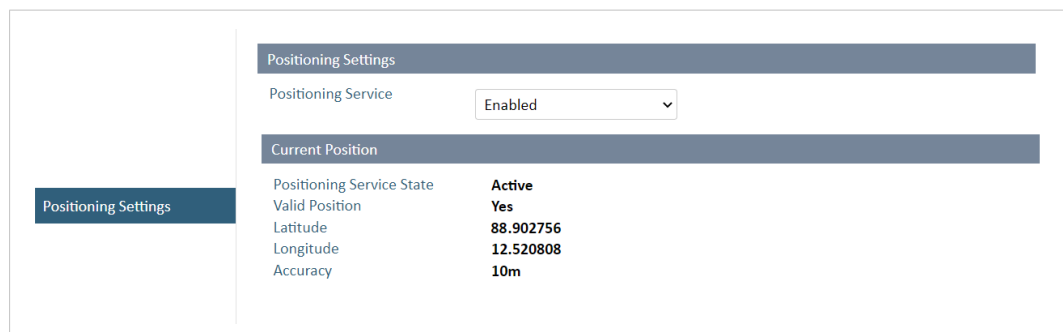 Positioning Settings
Positioning Settings
Positioning Service Enabled
Current Position
Positioning Service State Active
Valid Position Yes
Latitude 88.902756
Longitude 12.520808
Accuracy 10m